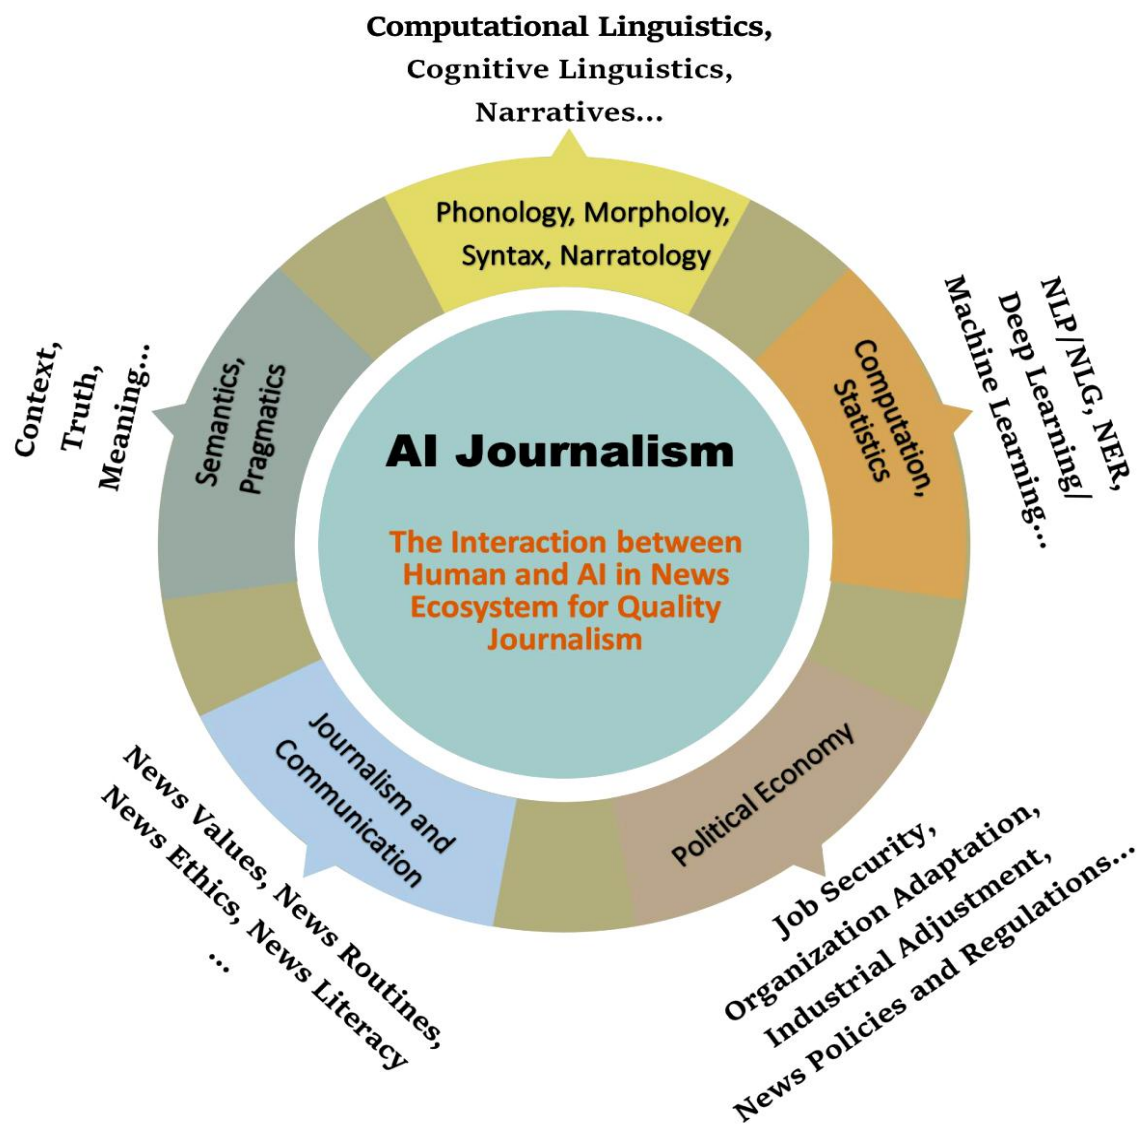 Computational Linguistics,
Cognitive Linguistics,
Narratives...
Phonology, Morpholoy,
Syntax, Narratology
NLP/NLG, NER,
Deep Learning/
Machine Learning...
Computation,
Statistics
Context,
Truth,
Meaning...
Semantics,
Pragmatics
AI Journalism
The Interaction between
Human and AI in News
Ecosystem for Quality
Journalism
Journalism and
Communication
News Values, News Routines,
News Ethics, News Literacy
...
Political Economy
Job Security,
Organization Adaptation,
Industrial Adjustment,
News Policies and Regulations...